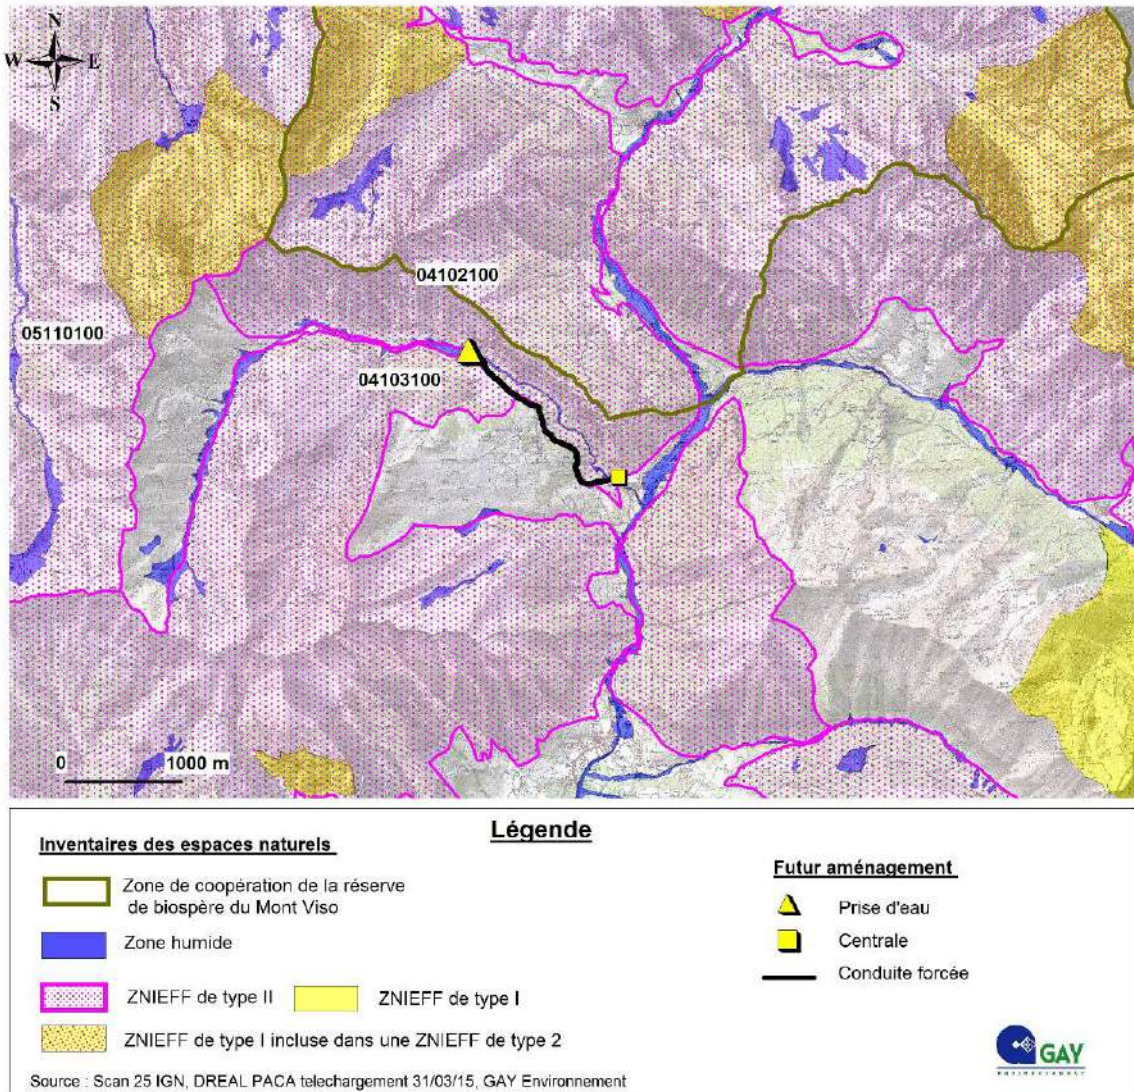 N
W E
S
04102100
05110100
04103100
0 1000 m
Légende
Inventaires des espaces naturels
Zone de coopération de la réserve
de biospère du Mont Viso
Zone humide
ZNIEFF de type II
ZNIEFF de type I
ZNIEFF de type I incluse dans une ZNIEFF de type 2
Futur aménagement
Prise d'eau
Centrale
Conduite forcée
GAY
ENVIRONNEMENT
Source : Scan 25 IGN, DREAL PACA telechargement 31/03/15, GAY Environnement